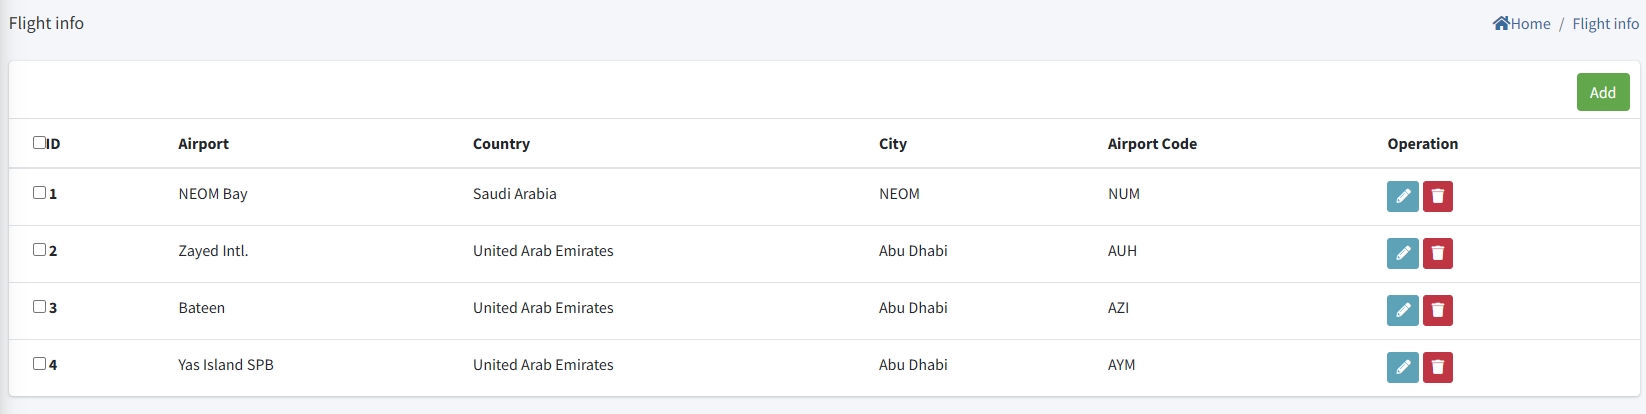 Flight info
Home / Flight info
Add
ID Airport Country City Airport Code Operation
1 NEOM Bay Saudi Arabia NEOM NUM
2 Zayed Intl. United Arab Emirates Abu Dhabi AUH
3 Bateen United Arab Emirates Abu Dhabi AZI
4 Yas Island SPB United Arab Emirates Abu Dhabi AYM